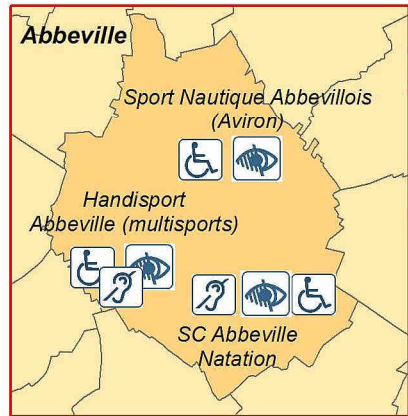 Abbeville
Sport Nautique Abbevillois
(Aviron)
Handisport
Abbeville (multisports)
SC Abbeville
Natation